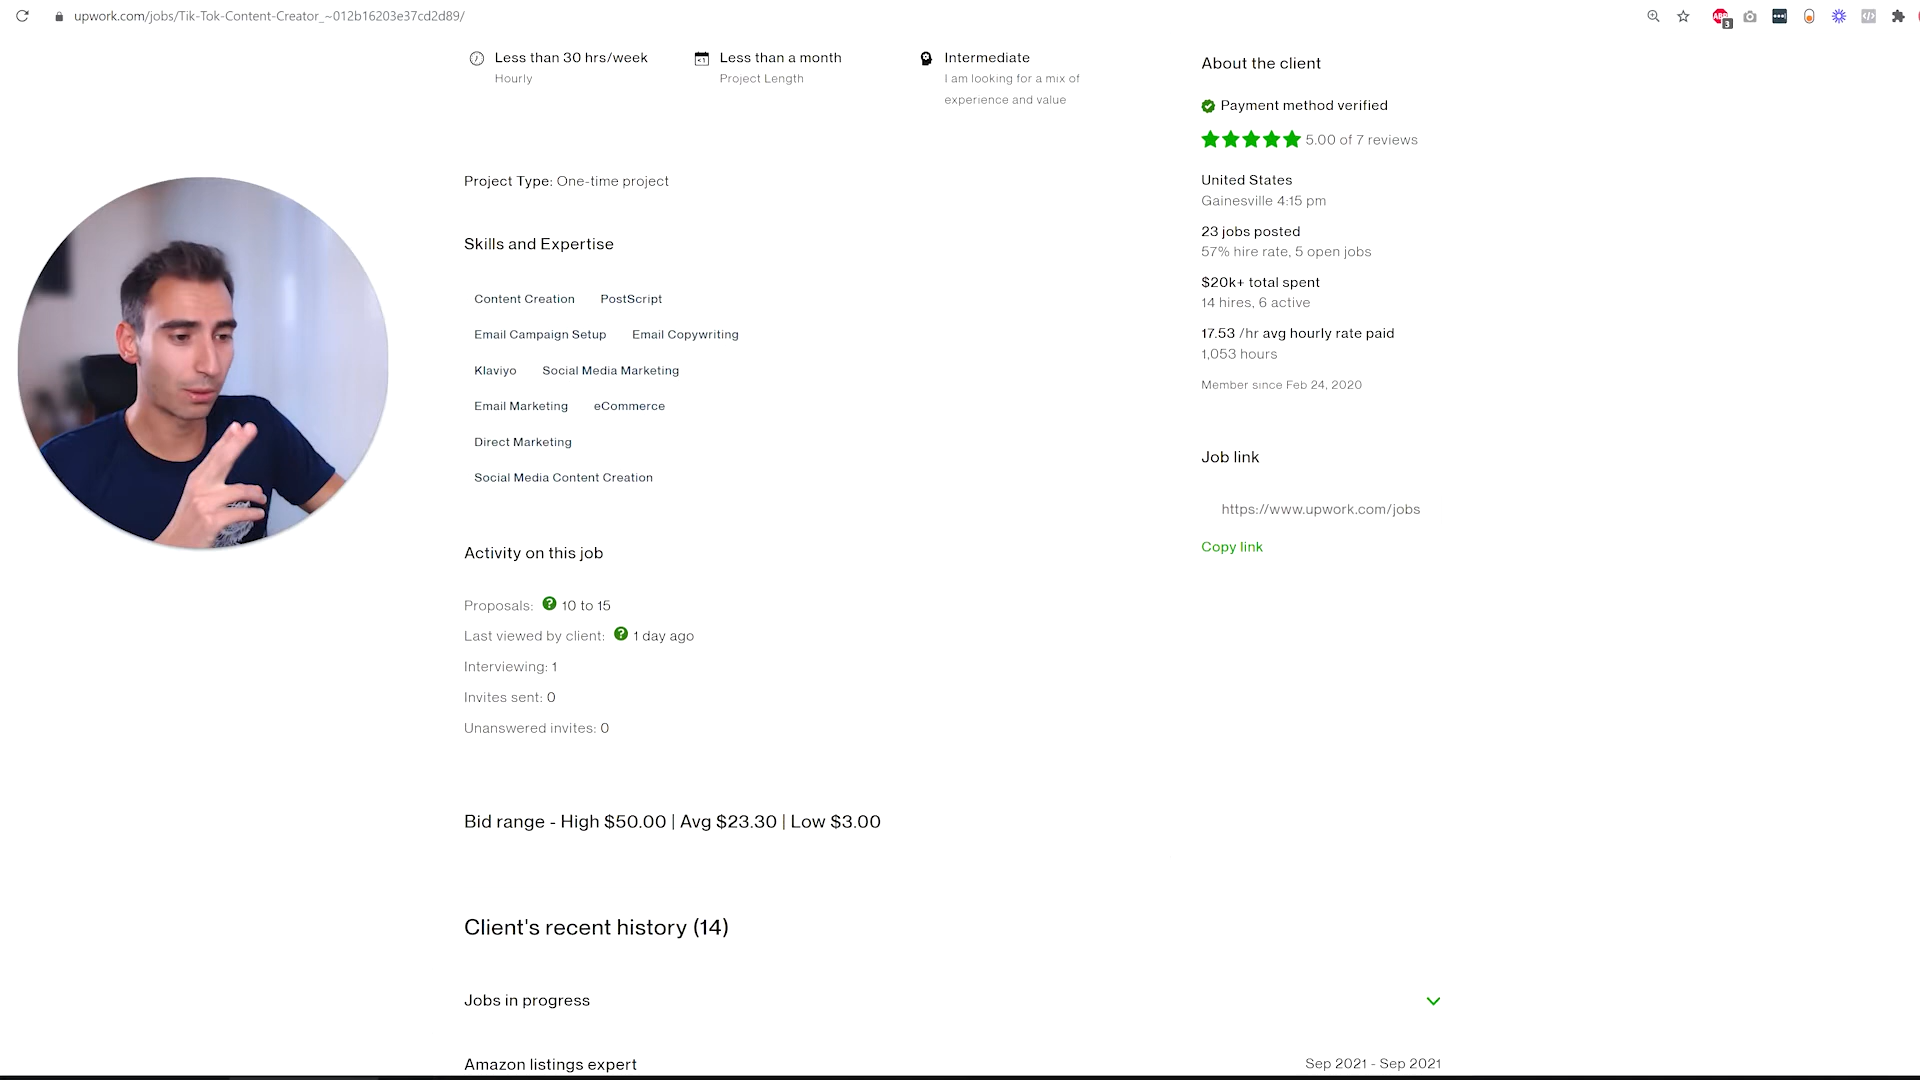 upwork.com/jobs/Tik-Tok-Content-Creator_~012b16203e37cd2d89/
ABP
3
Less than 30 hrs/week
Hourly
Less than a month
Project Length
Intermediate
I am looking for a mix of
experience and value
Project Type: One-time project
Skills and Expertise
Content Creation PostScript
Email Campaign Setup Email Copywriting
Klaviyo Social Media Marketing
Email Marketing eCommerce
Direct Marketing
Social Media Content Creation
Activity on this job
Proposals: ? 10 to 15
Last viewed by client: ? 1 day ago
Interviewing: 1
Invites sent: 0
Unanswered invites: 0
Bid range - High $50.00 | Avg $23.30 | Low $3.00
Client's recent history (14)
Jobs in progress
Amazon listings expert Sep 2021 - Sep 2021
About the client
Payment method verified
5.00 of 7 reviews
United States
Gainesville 4:15 pm
23 jobs posted
57% hire rate, 5 open jobs
$20k+ total spent
14 hires, 6 active
17.53 /hr avg hourly rate paid
1,053 hours
Member since Feb 24, 2020
Job link
https://www.upwork.com/jobs
Copy link